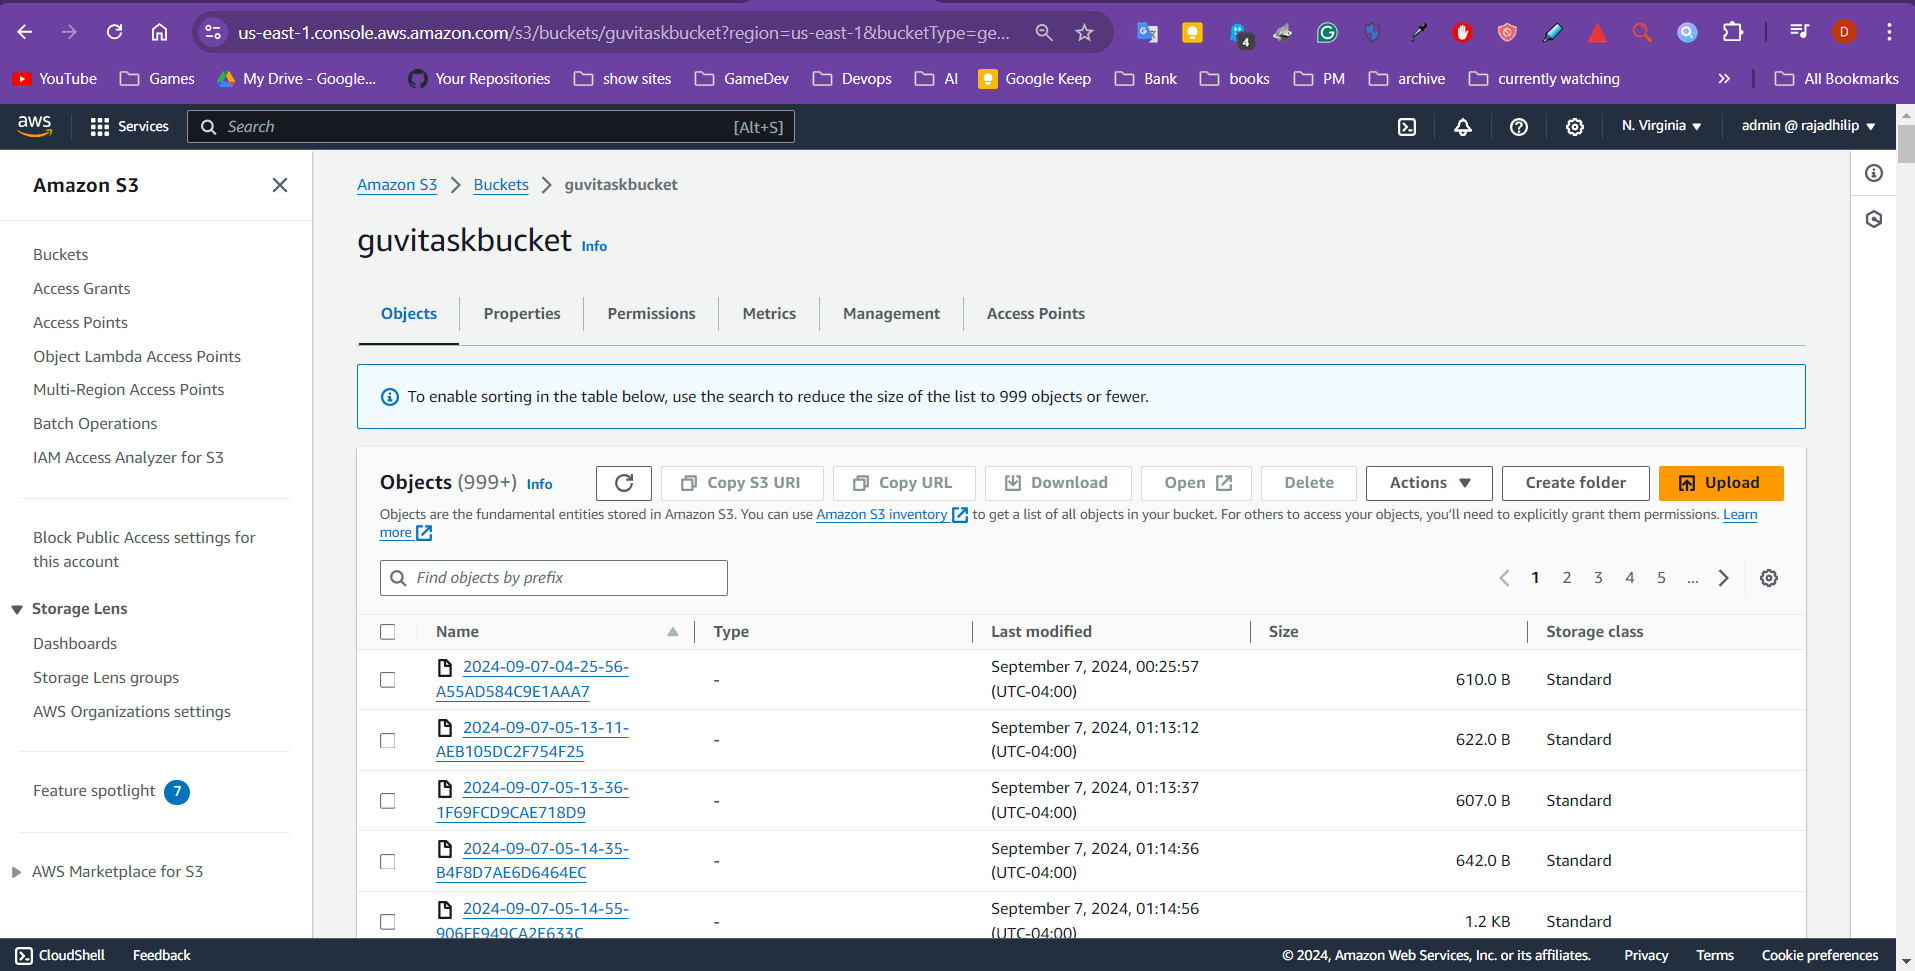 us-east-1.console.aws.amazon.com/s3/buckets/guvitaskbucket?region=us-east-1&bucketType=ge...
4
D
YouTube
Games
My Drive - Google...
Your Repositories
show sites
GameDev
Devops
AI
Google Keep
Bank
books
PM
archive
currently watching
»
All Bookmarks
aws
Services
Search
[Alt+S]
N. Virginia
admin @ rajadhilip
Amazon S3
Buckets
Access Grants
Access Points
Object Lambda Access Points
Multi-Region Access Points
Batch Operations
IAM Access Analyzer for S3
Block Public Access settings for
this account
Storage Lens
Dashboards
Storage Lens groups
AWS Organizations settings
Feature spotlight 7
AWS Marketplace for S3
Amazon S3 > Buckets > guvitaskbucket
guvitaskbucket Info
Objects
Properties
Permissions
Metrics
Management
Access Points
To enable sorting in the table below, use the search to reduce the size of the list to 999 objects or fewer.
Objects (999+) Info
Copy S3 URI
Copy URL
Download
Open
Delete
Actions
Create folder
Upload
Objects are the fundamental entities stored in Amazon S3. You can use Amazon S3 inventory to get a list of all objects in your bucket. For others to access your objects, you'll need to explicitly grant them permissions. Learn
more
Find objects by prefix
1 2 3 4 5 ...
Name Type Last modified Size Storage class
2024-09-07-04-25-56-
A55AD584C9E1AAA7
-
September 7, 2024, 00:25:57
(UTC-04:00)
610.0 B
Standard
2024-09-07-05-13-11-
AEB105DC2F754F25
-
September 7, 2024, 01:13:12
(UTC-04:00)
622.0 B
Standard
2024-09-07-05-13-36-
1F69FCD9CAE718D9
-
September 7, 2024, 01:13:37
(UTC-04:00)
607.0 B
Standard
2024-09-07-05-14-35-
B4F8D7AE6D6464EC
-
September 7, 2024, 01:14:36
(UTC-04:00)
642.0 B
Standard
2024-09-07-05-14-55-
906FE949CA2E633C
-
September 7, 2024, 01:14:56
(UTC-04:00)
1.2 KB
Standard
CloudShell
Feedback
© 2024, Amazon Web Services, Inc. or its affiliates.
Privacy
Terms
Cookie preferences